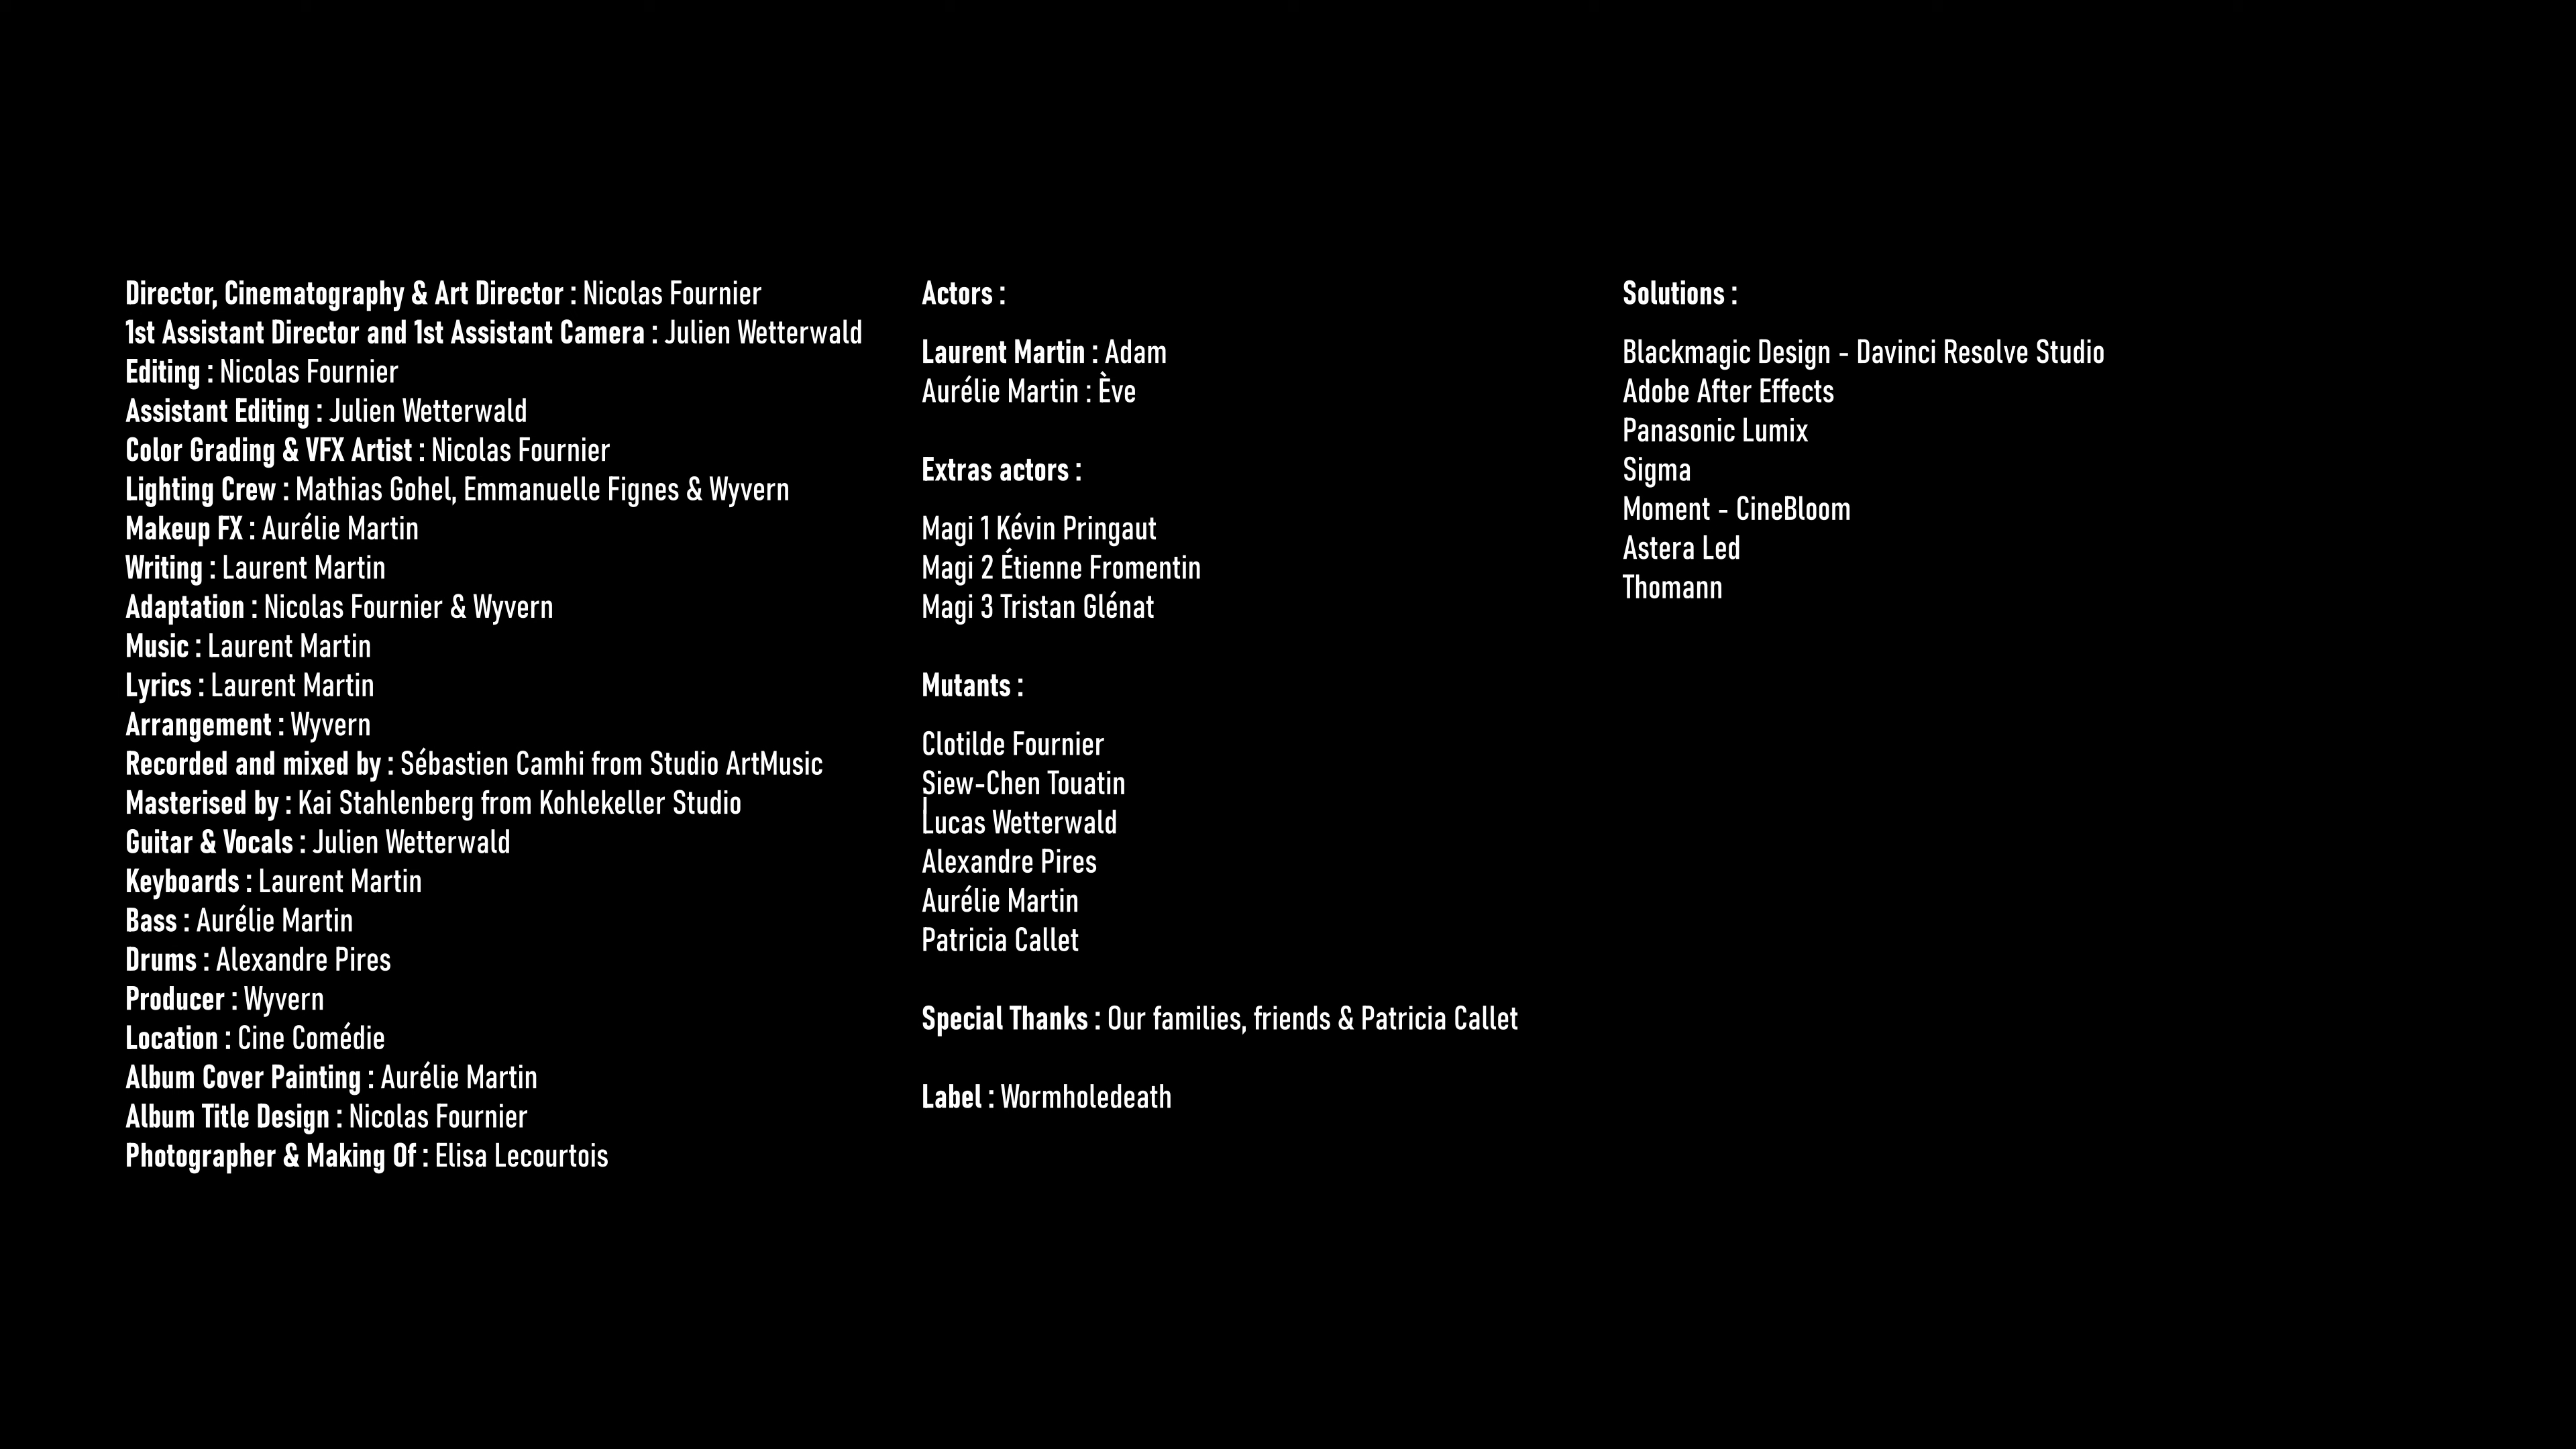 Director, Cinematography & Art Director : Nicolas Fournier
1st Assistant Director and 1st Assistant Camera : Julien Wetterwald
Editing : Nicolas Fournier
Assistant Editing : Julien Wetterwald
Color Grading & VFX Artist : Nicolas Fournier
Lighting Crew : Mathias Gohel, Emmanuelle Fignes & Wyvern
Makeup FX : Aurélie Martin
Writing : Laurent Martin
Adaptation : Nicolas Fournier & Wyvern
Music : Laurent Martin
Lyrics : Laurent Martin
Arrangement : Wyvern
Recorded and mixed by : Sébastien Camhi from Studio ArtMusic
Masterised by : Kai Stahlenberg from Kohlekeller Studio
Guitar & Vocals : Julien Wetterwald
Keyboards : Laurent Martin
Bass : Aurélie Martin
Drums : Alexandre Pires
Producer : Wyvern
Location : Cine Comédie
Album Cover Painting : Aurélie Martin
Album Title Design : Nicolas Fournier
Photographer & Making Of : Elisa Lecourtois
Actors :
Laurent Martin : Adam
Aurélie Martin : Ève
Extras actors :
Magi 1 Kévin Pringaut
Magi 2 Étienne Fromentin
Magi 3 Tristan Glénat
Mutants :
Clotilde Fournier
Siew-Chen Touatin
Lucas Wetterwald
Alexandre Pires
Aurélie Martin
Patricia Callet
Special Thanks : Our families, friends & Patricia Callet
Label : Wormholedeath
Solutions :
Blackmagic Design - Davinci Resolve Studio
Adobe After Effects
Panasonic Lumix
Sigma
Moment - CineBloom
Astera Led
Thomann